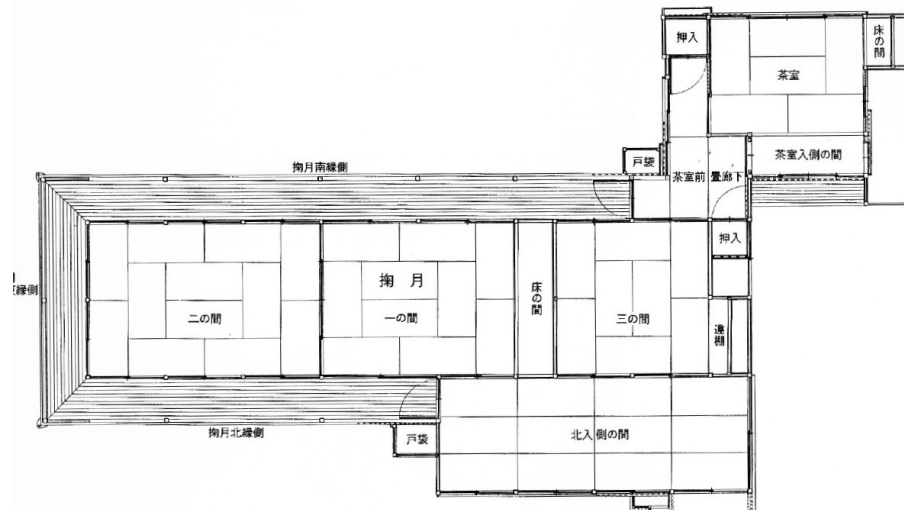 押入
床の間
茶室
戸袋
茶室入側の間
掬月南縁側
茶室前 畳廊下
押入
掬月
床の間
二の間
一の間
三の間
違棚
縁側
掬月北縁側
戸袋
北入側の間